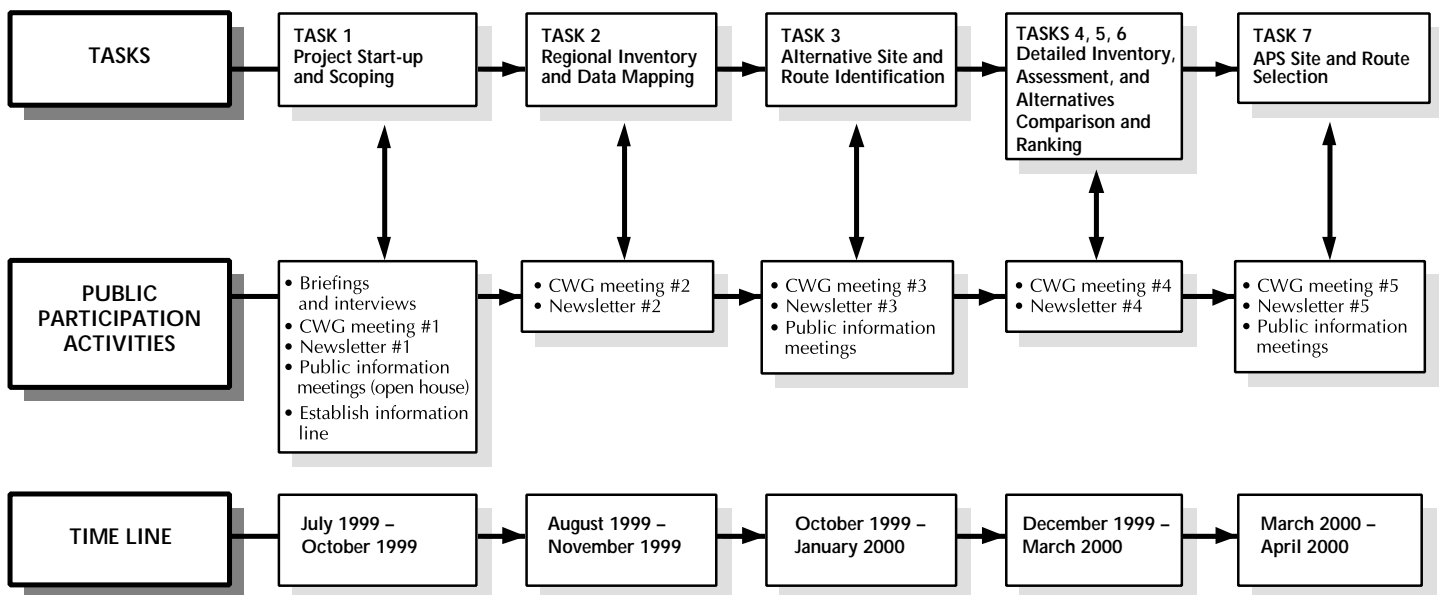 TASKS
TASK 1
Project Start-up
and Scoping
TASK 2
Regional Inventory
and Data Mapping
TASK 3
Alternative Site and
Route Identification
TASKS 4, 5, 6
Detailed Inventory,
Assessment, and
Alternatives
Comparison and
Ranking
TASK 7
APS Site and Route
Selection
PUBLIC
PARTICIPATION
ACTIVITIES
• Briefings
and interviews
• CWG meeting #1
• Newsletter #1
• Public information
meetings (open house)
• Establish information
line
• CWG meeting #2
• Newsletter #2
• CWG meeting #3
• Newsletter #3
• Public information
meetings
• CWG meeting #4
• Newsletter #4
• CWG meeting #5
• Newsletter #5
• Public information
meetings
TIME LINE
July 1999 –
October 1999
August 1999 –
November 1999
October 1999 –
January 2000
December 1999 –
March 2000
March 2000 –
April 2000